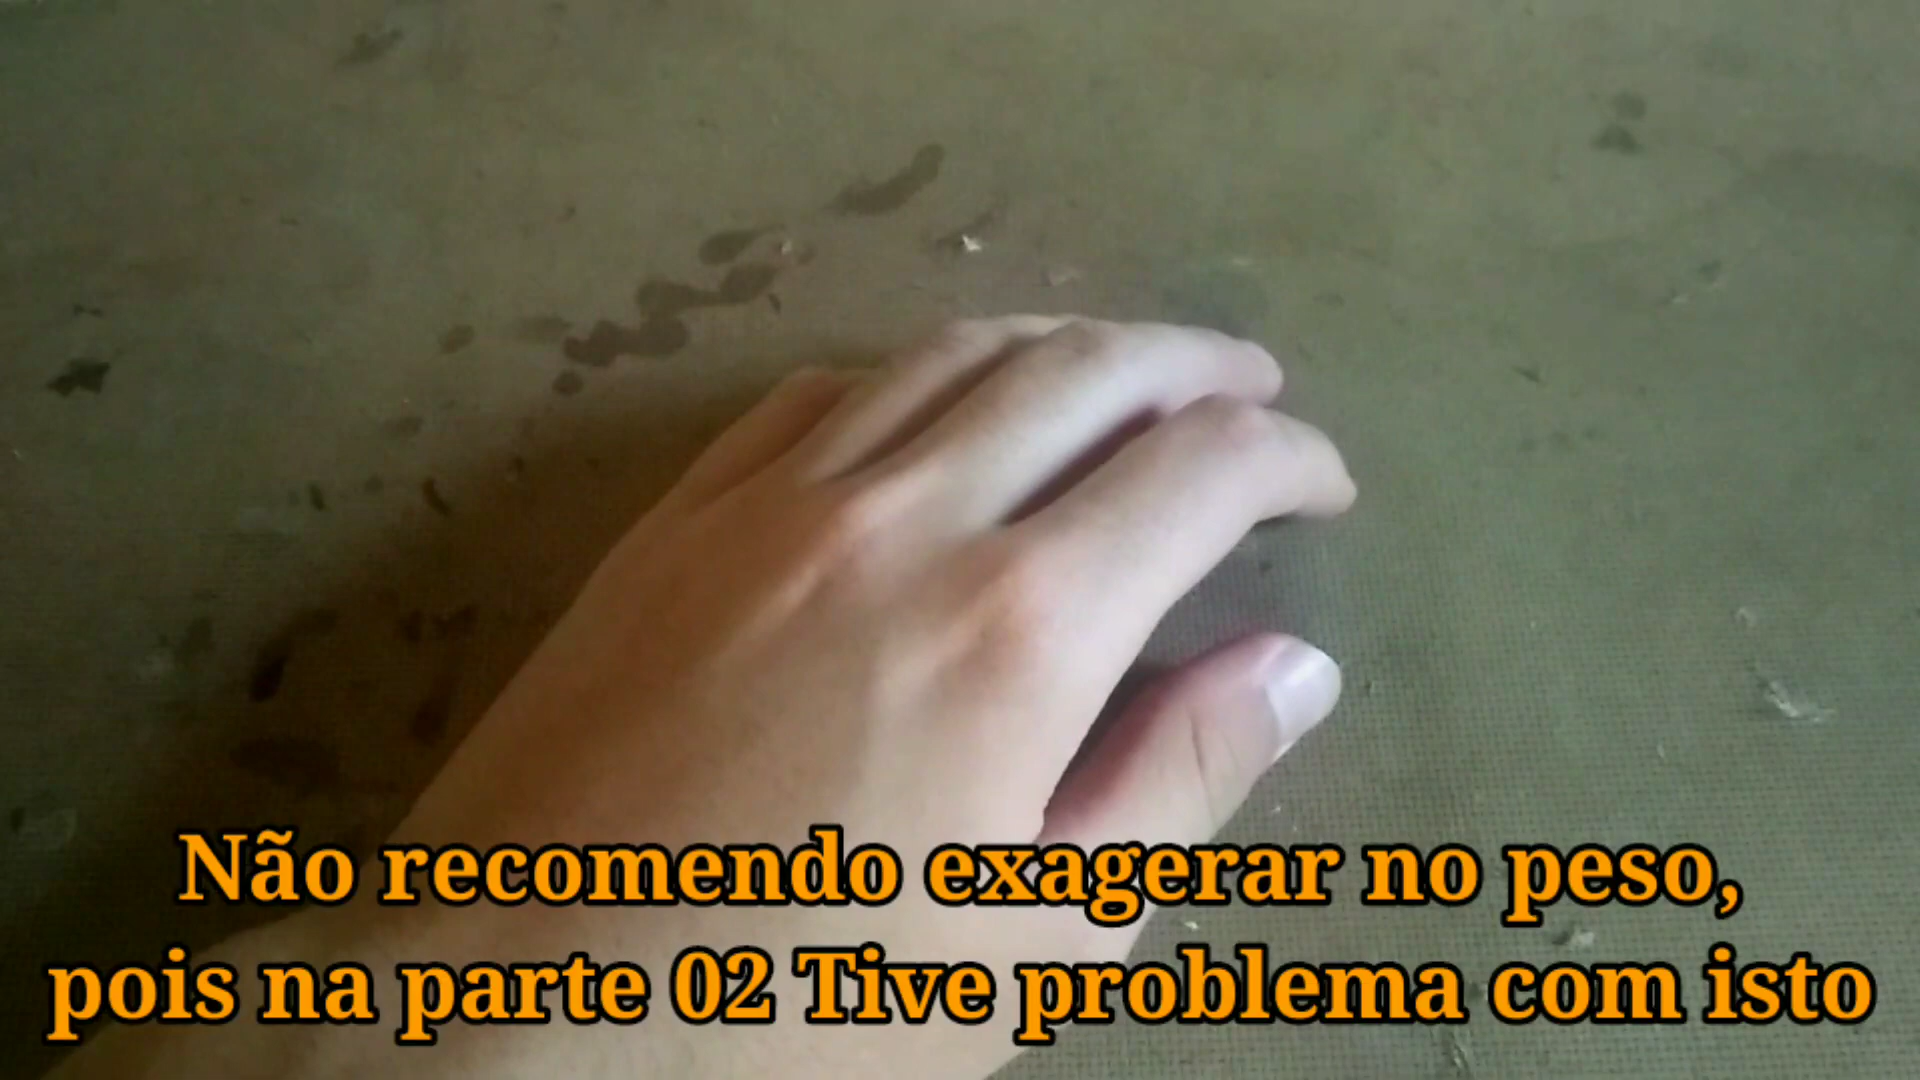 Não recomendo exagerar no peso,
pois na parte 02 Tive problema com isto